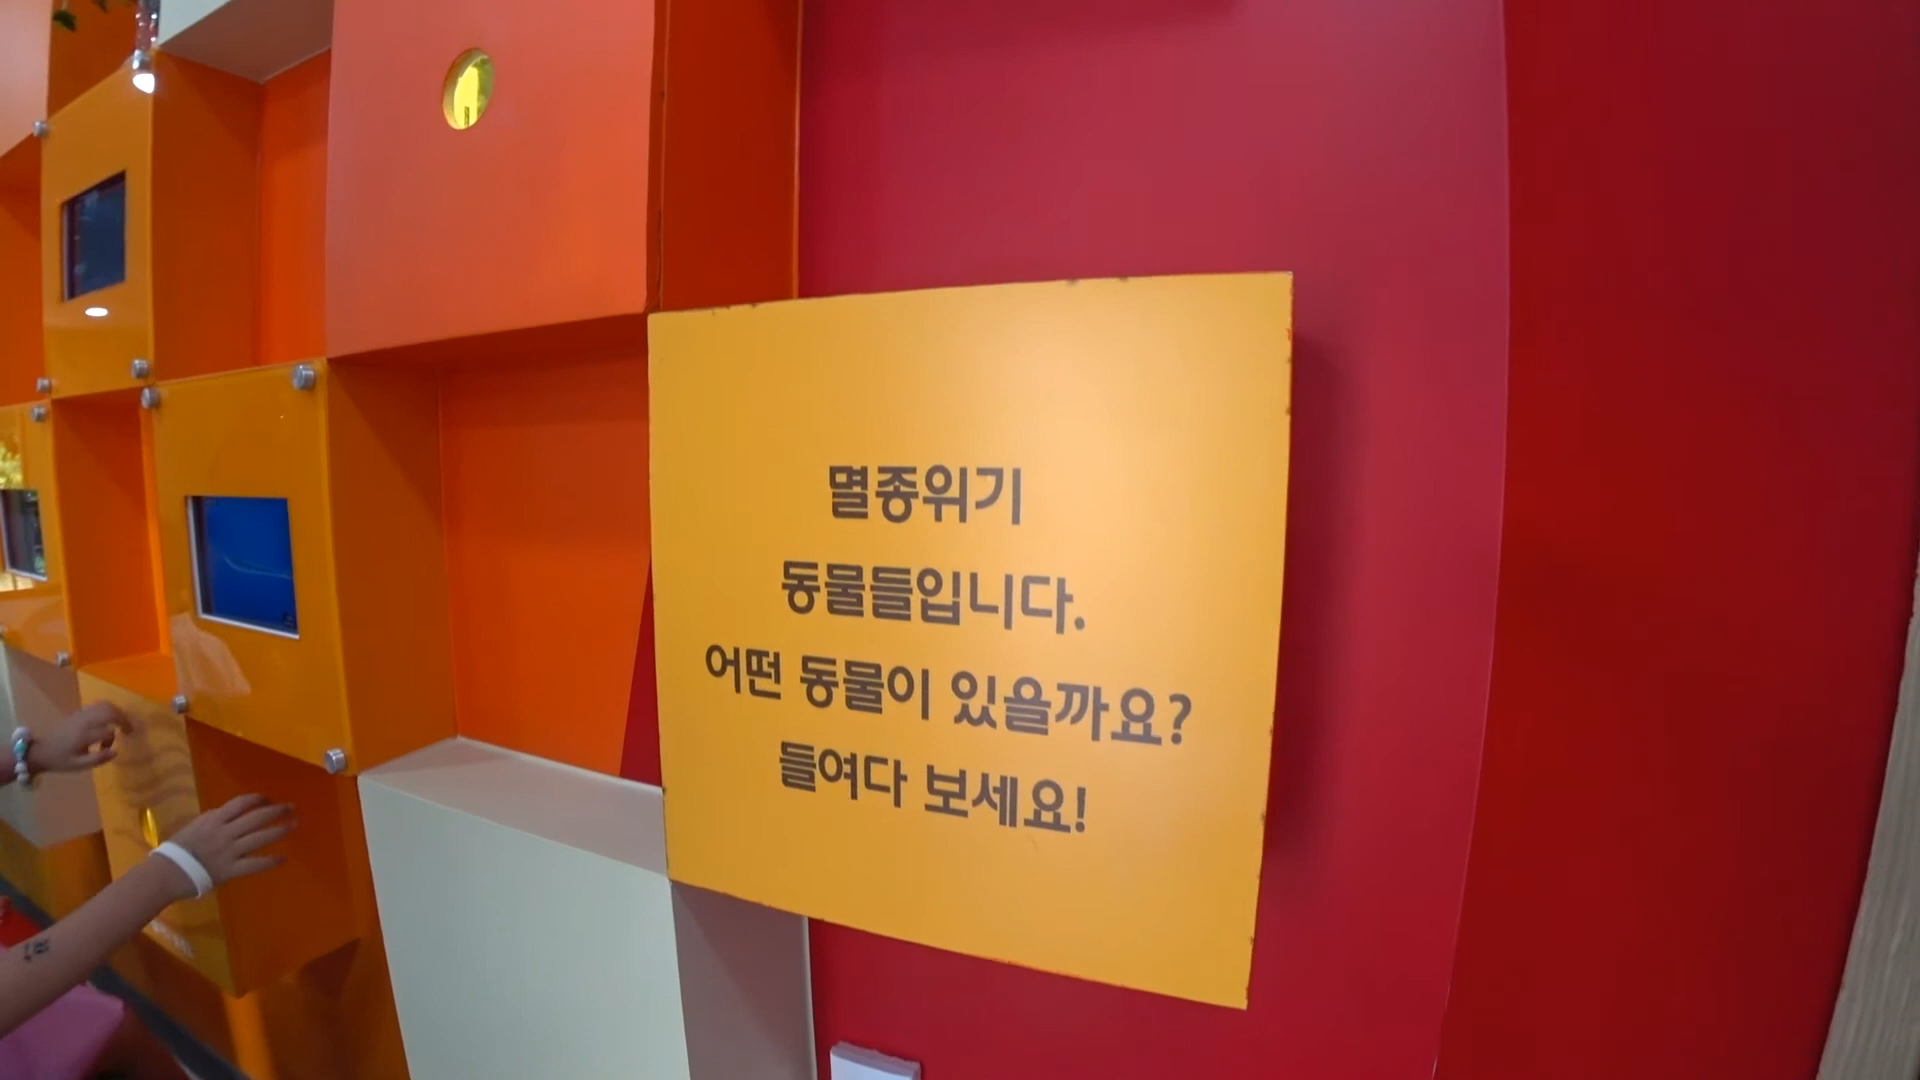 멸종위기
동물들입니다.
어떤 동물이 있을까요?
들여다 보세요!